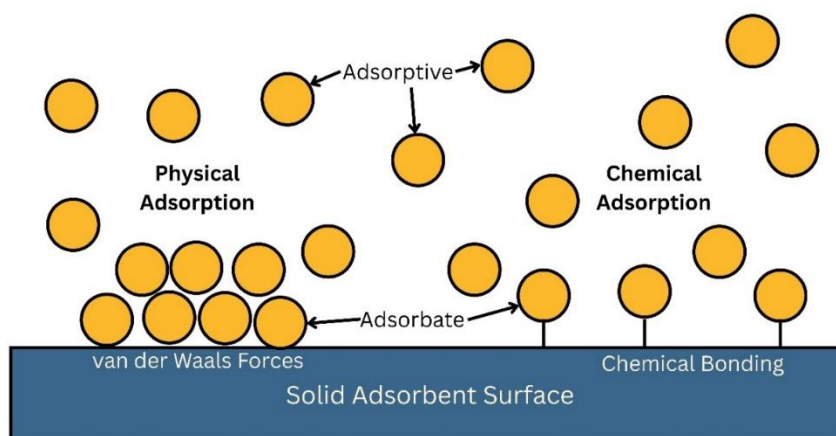 Adsorptive
Physical
Adsorption
Chemical
Adsorption
Adsorbate
van der Waals Forces
Chemical Bonding
Solid Adsorbent Surface